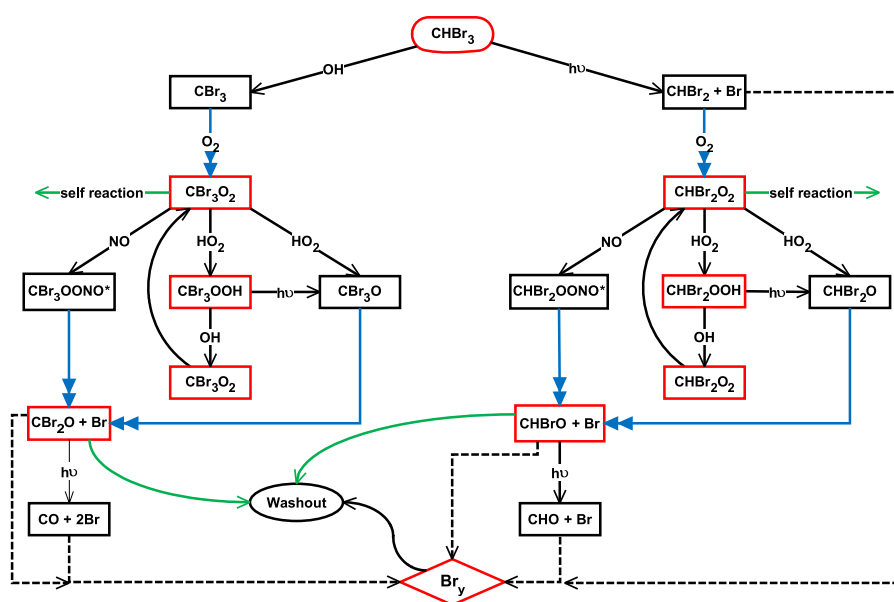 CHBr3
OH
hυ
CBr3
CHBr2 + Br
O2
O2
self reaction
CBr3O2
CHBr2O2
self reaction
NO
HO2
HO2
NO
HO2
HO2
CBr3OONO*
CBr3OOH
hυ
CBr3O
CHBr2OONO*
CHBr2OOH
hυ
CHBr2O
OH
OH
CBr3O2
CHBr2O2
CBr2O + Br
CHBrO + Br
hυ
hυ
Washout
CO + 2Br
CHO + Br
Bry